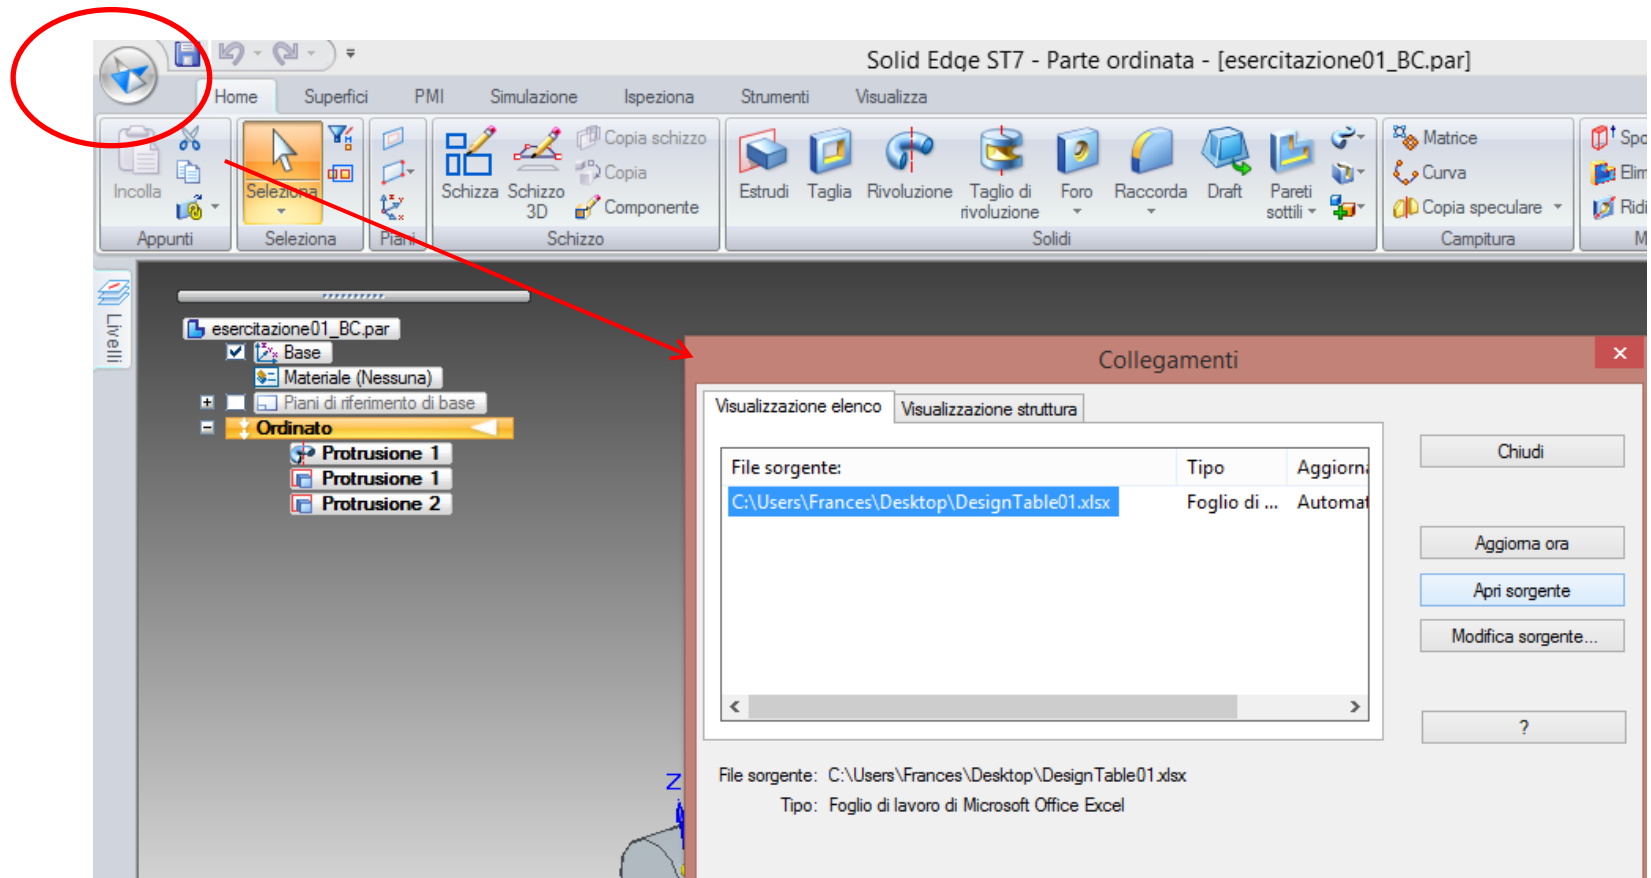 Solid Edge ST7 - Parte ordinata - [esercitazione01_BC.par]
Home Superfici PMI Simulazione Ispeziona Strumenti Visualizza
Incolla
Appunti
Seleziona
Seleziona
Piani
Schizza
Schizzo 3D
Copia schizzo
Copia
Componente
Schizzo
Estrudi
Taglia
Rivoluzione
Taglio di rivoluzione
Foro
Raccorda
Draft
Pareti sottili
Solidi
Matrice
Curva
Copia speculare
Campitura
Spo
Elim
Ridi
M
Livelli
esercitazione01_BC.par
Base
Materiale (Nessuna)
Piani di riferimento di base
Ordinato
Protrusione 1
Protrusione 1
Protrusione 2
Z
Collegamenti
Visualizzazione elenco Visualizzazione struttura
File sorgente: Tipo Aggiorna
C:\Users\Frances\Desktop\DesignTable01.xlsx Foglio di ... Automat
Chiudi
Aggiorna ora
Apri sorgente
Modifica sorgente...
?
File sorgente: C:\Users\Frances\Desktop\DesignTable01.xlsx
Tipo: Foglio di lavoro di Microsoft Office Excel